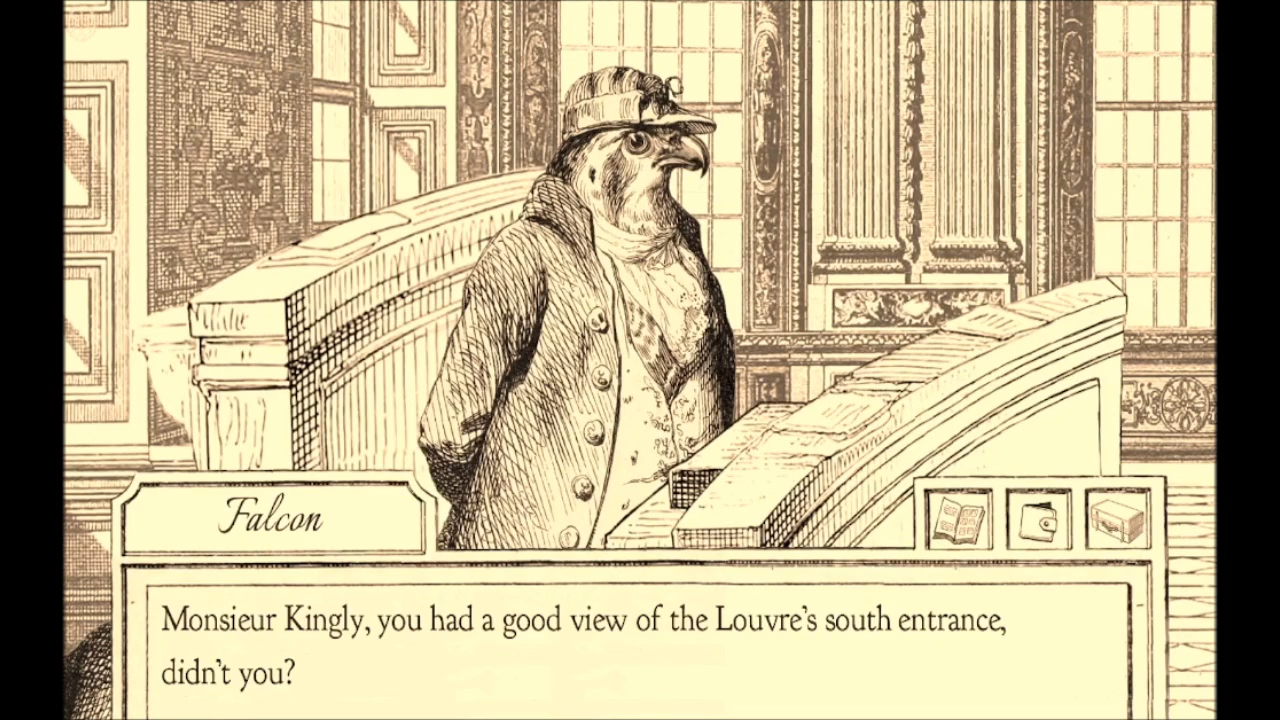 Falcon
Monsieur Kingly, you had a good view of the Louvre's south entrance,
didn't you?